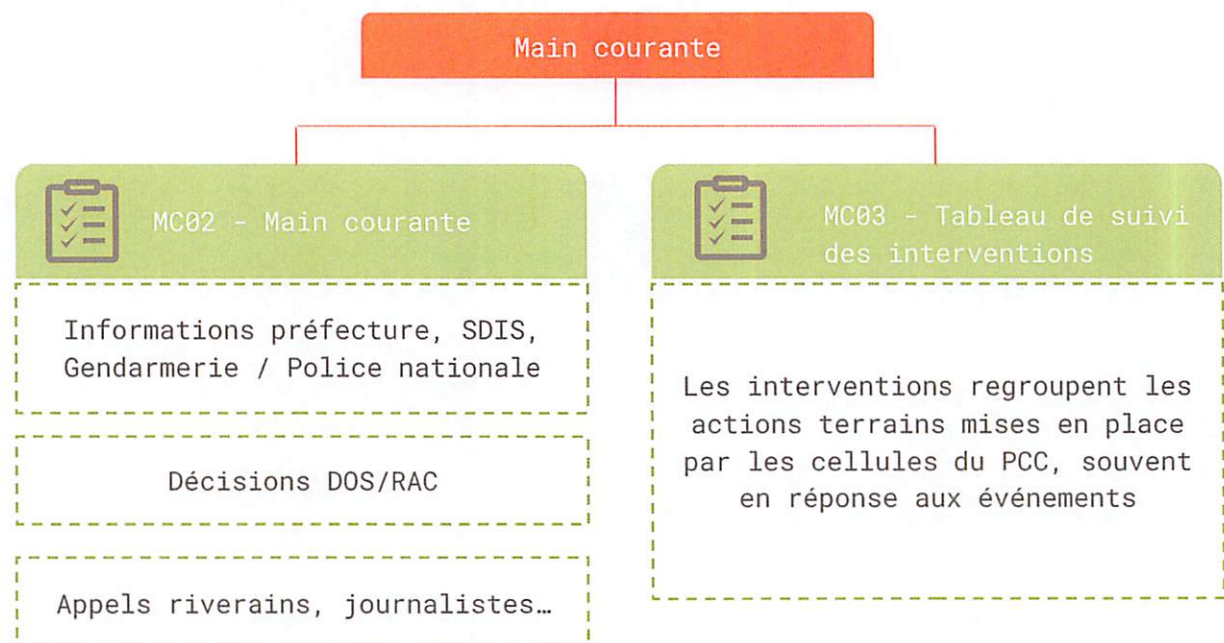 Main courante
MC02 - Main courante
Informations préfecture, SDIS,
Gendarmerie / Police nationale
Décisions DOS/RAC
Appels riverains, journalistes…
MC03 - Tableau de suivi
des interventions
Les interventions regroupent les
actions terrains mises en place
par les cellules du PCC, souvent
en réponse aux événements